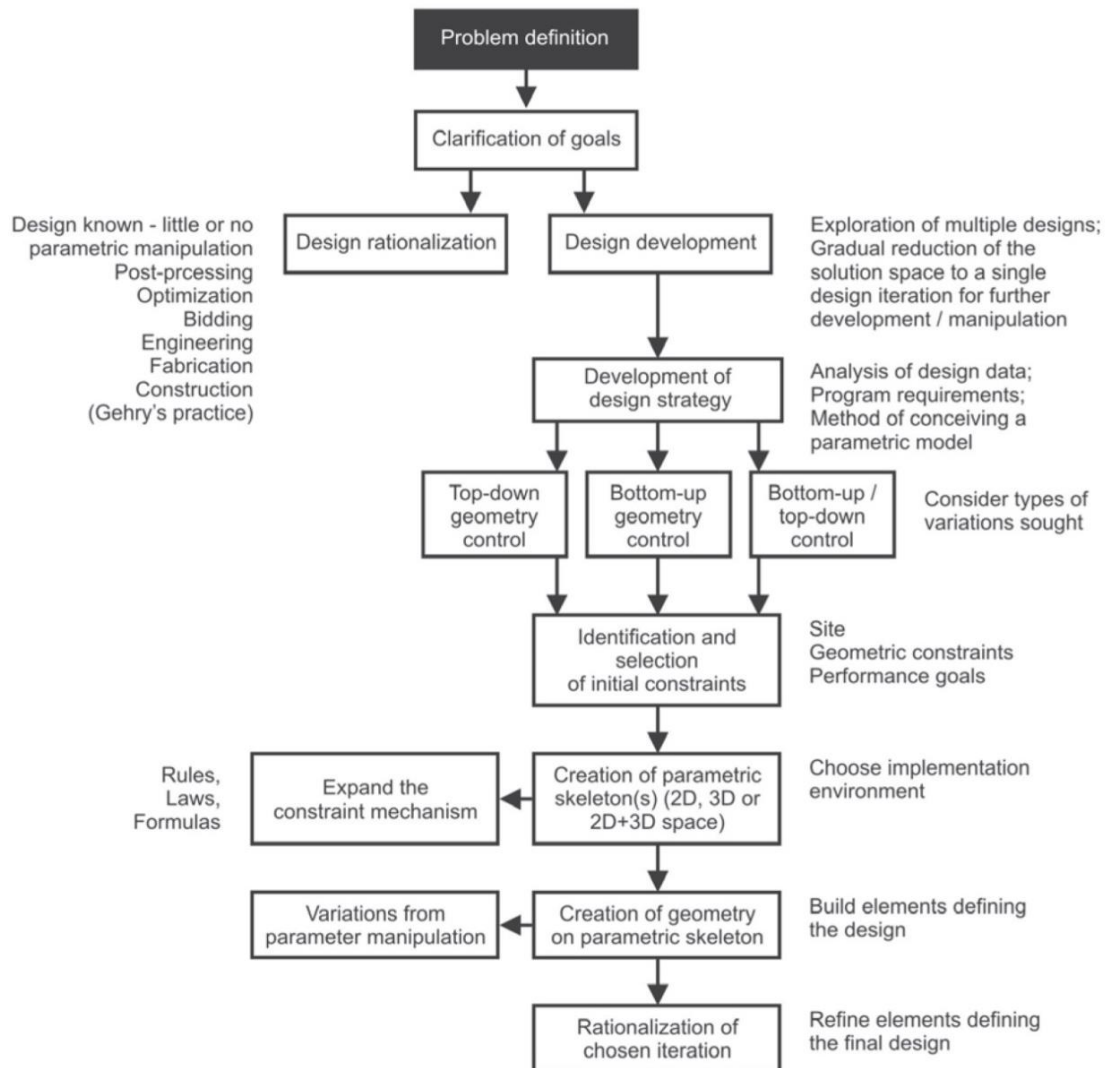 Problem definition
Clarification of goals
Design known - little or no
parametric manipulation
Post-prcessing
Optimization
Bidding
Engineering
Fabrication
Construction
(Gehry's practice)
Design rationalization
Design development
Exploration of multiple designs;
Gradual reduction of the
solution space to a single
design iteration for further
development / manipulation
Development of
design strategy
Analysis of design data;
Program requirements;
Method of conceiving a
parametric model
Top-down
geometry
control
Bottom-up
geometry
control
Bottom-up /
top-down
control
Consider types of
variations sought
Identification and
selection
of initial constraints
Site
Geometric constraints
Performance goals
Rules,
Laws,
Formulas
Expand the
constraint mechanism
Creation of parametric
skeleton(s) (2D, 3D or
2D+3D space)
Choose implementation
environment
Variations from
parameter manipulation
Creation of geometry
on parametric skeleton
Build elements defining
the design
Rationalization of
chosen iteration
Refine elements defining
the final design